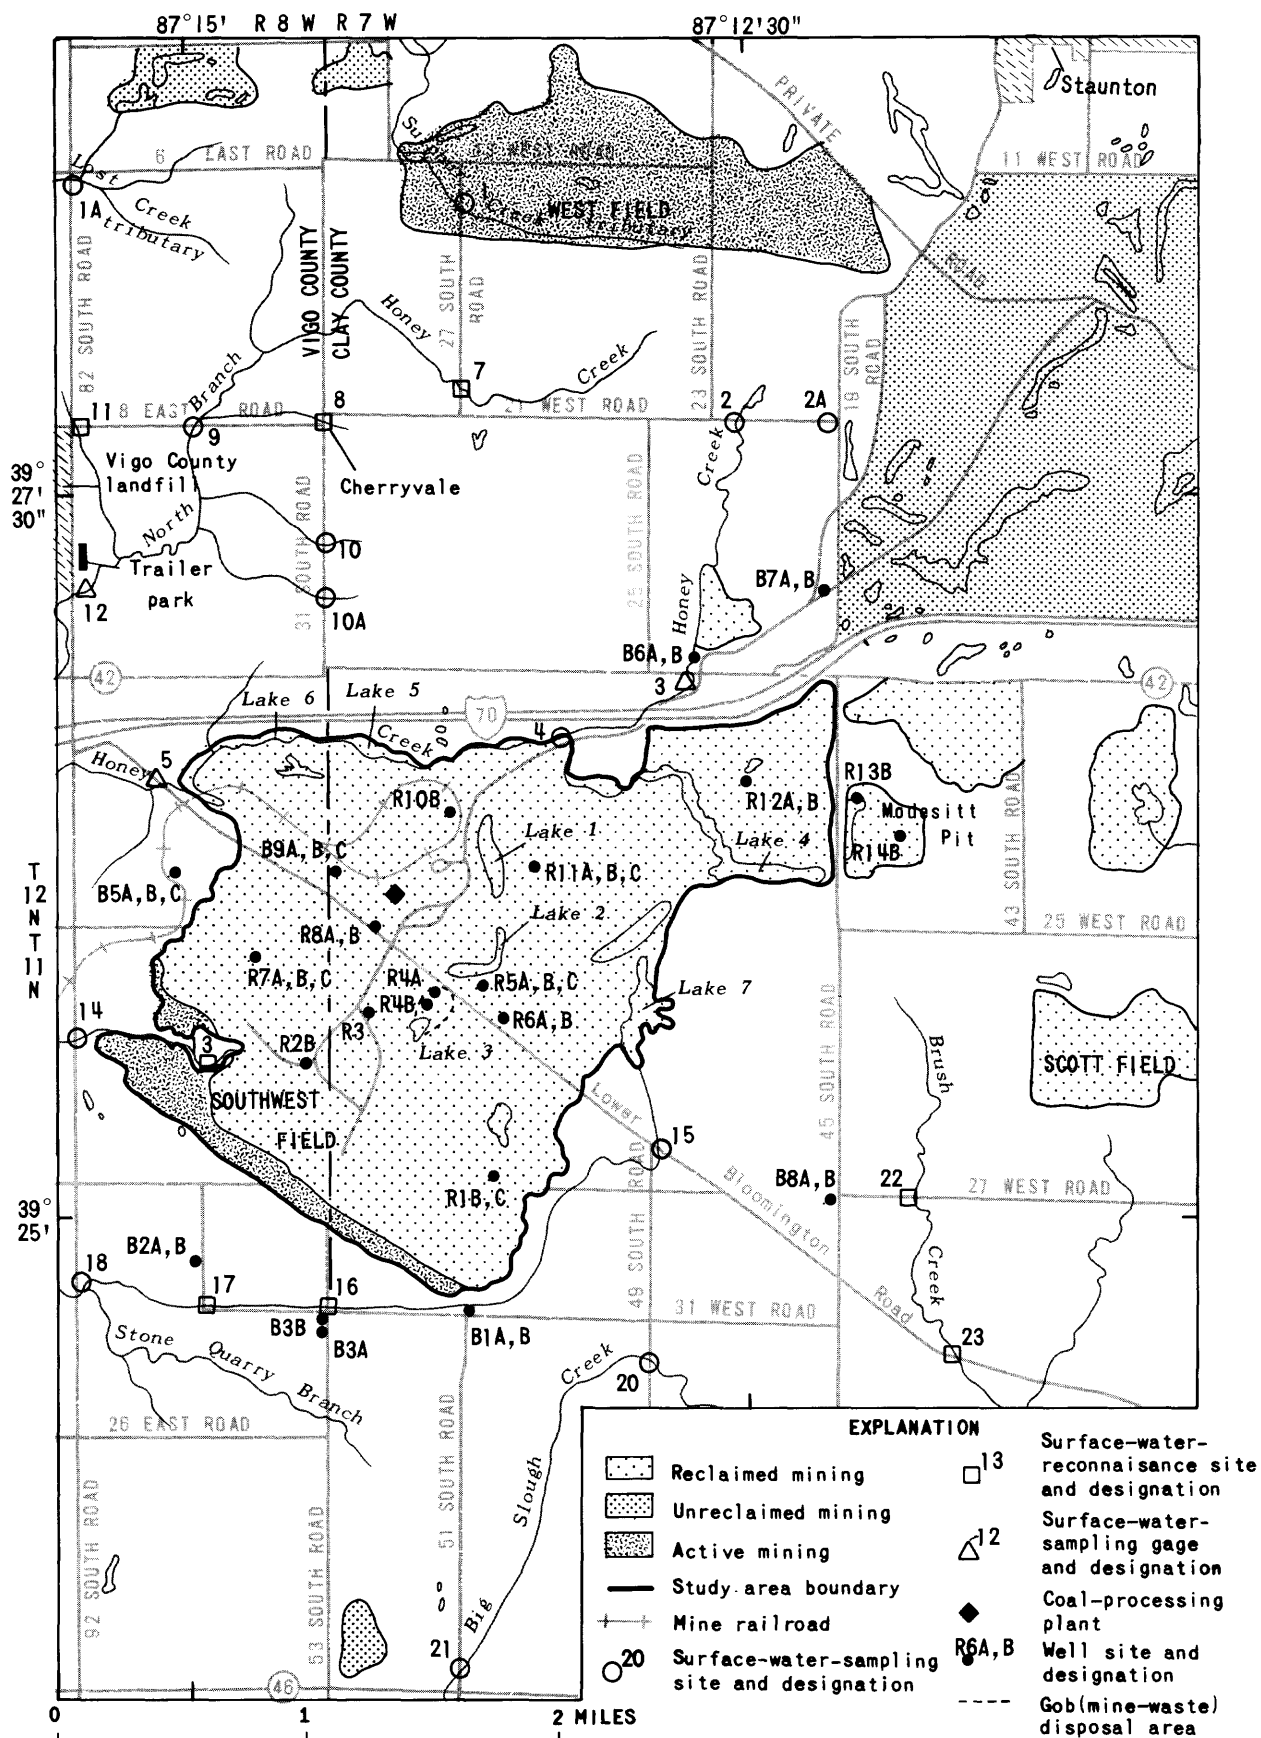 87°15' R 8 W R 7 W 87°12'30"
Staunton
PRIVATE
ROAD
6 EAST ROAD
WEST ROAD
11 WEST ROAD
Lost
Creek
tributary
1A
WEST FIELD
Creek tributary
82 SOUTH ROAD
VIGO COUNTY
CLAY COUNTY
27 SOUTH
ROAD
23 SOUTH ROAD
19 SOUTH
ROAD
Honey
Creek
7
Branch
11
8 EAST ROAD
9
8
21 WEST ROAD
2
2A
Vigo County
landfill
Cherryvale
39°
27'
30"
North
31 SOUTH ROAD
25 SOUTH ROAD
Creek
Honey
10
10A
Trailer
park
12
B7A,B
B6A,B
3
42
42
Lake 6
Lake 5
70
Creek
4
Honey
5
R10B
R12A,B
R13B
Modesitt
Pit
R14B
Lake 1
Lake 4
B9A,B,C
R11A,B,C
B5A,B,C
43 SOUTH ROAD
25 WEST ROAD
T
12
N
T
11
N
Lake 2
R8A,B
R7A,B,C
R4A
R4B
R5A,B,C
R6A,B
R3
Lake 3
Lake 7
14
3
R2B
SOUTHWEST
FIELD
SCOTT FIELD
Brush
Creek
45 SOUTH ROAD
Lower
Bloomington
Road
15
R1B,C
B8A,B
22
27 WEST ROAD
39°
25'
49 SOUTH ROAD
B2A,B
18
17
16
B3B
B3A
B1A,B
31 WEST ROAD
23
Stone
Quarry
Branch
Creek
20
26 EAST ROAD
92 SOUTH ROAD
53 SOUTH ROAD
51 SOUTH ROAD
Slough
Big
21
46
0 1 2 MILES
EXPLANATION
Reclaimed mining
Unreclaimed mining
Active mining
Study area boundary
Mine railroad
20 Surface-water-sampling
site and designation
13 Surface-water-
reconnaisance site
and designation
12 Surface-water-
sampling gage
and designation
Coal-processing
plant
R6A,B Well site and
designation
Gob(mine-waste)
disposal area